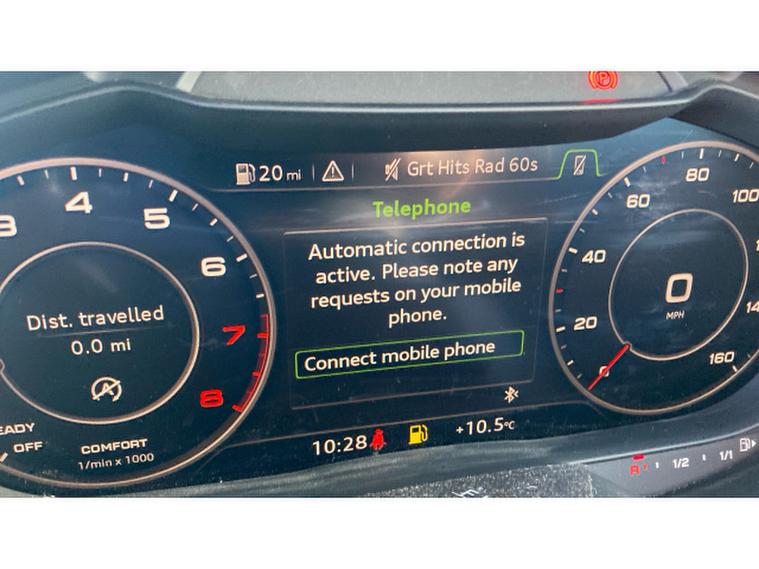 20 mi
Grt Hits Rad 60s
Telephone
Automatic connection is
active. Please note any
requests on your mobile
phone.
Connect mobile phone
3 4 5 6 7 8
Dist. travelled
0.0 mi
OFF
COMFORT
1/min x 1000
10:28
+10.5°C
0 20 40 60 80 100 160
0
MPH
R 1/2 1/1